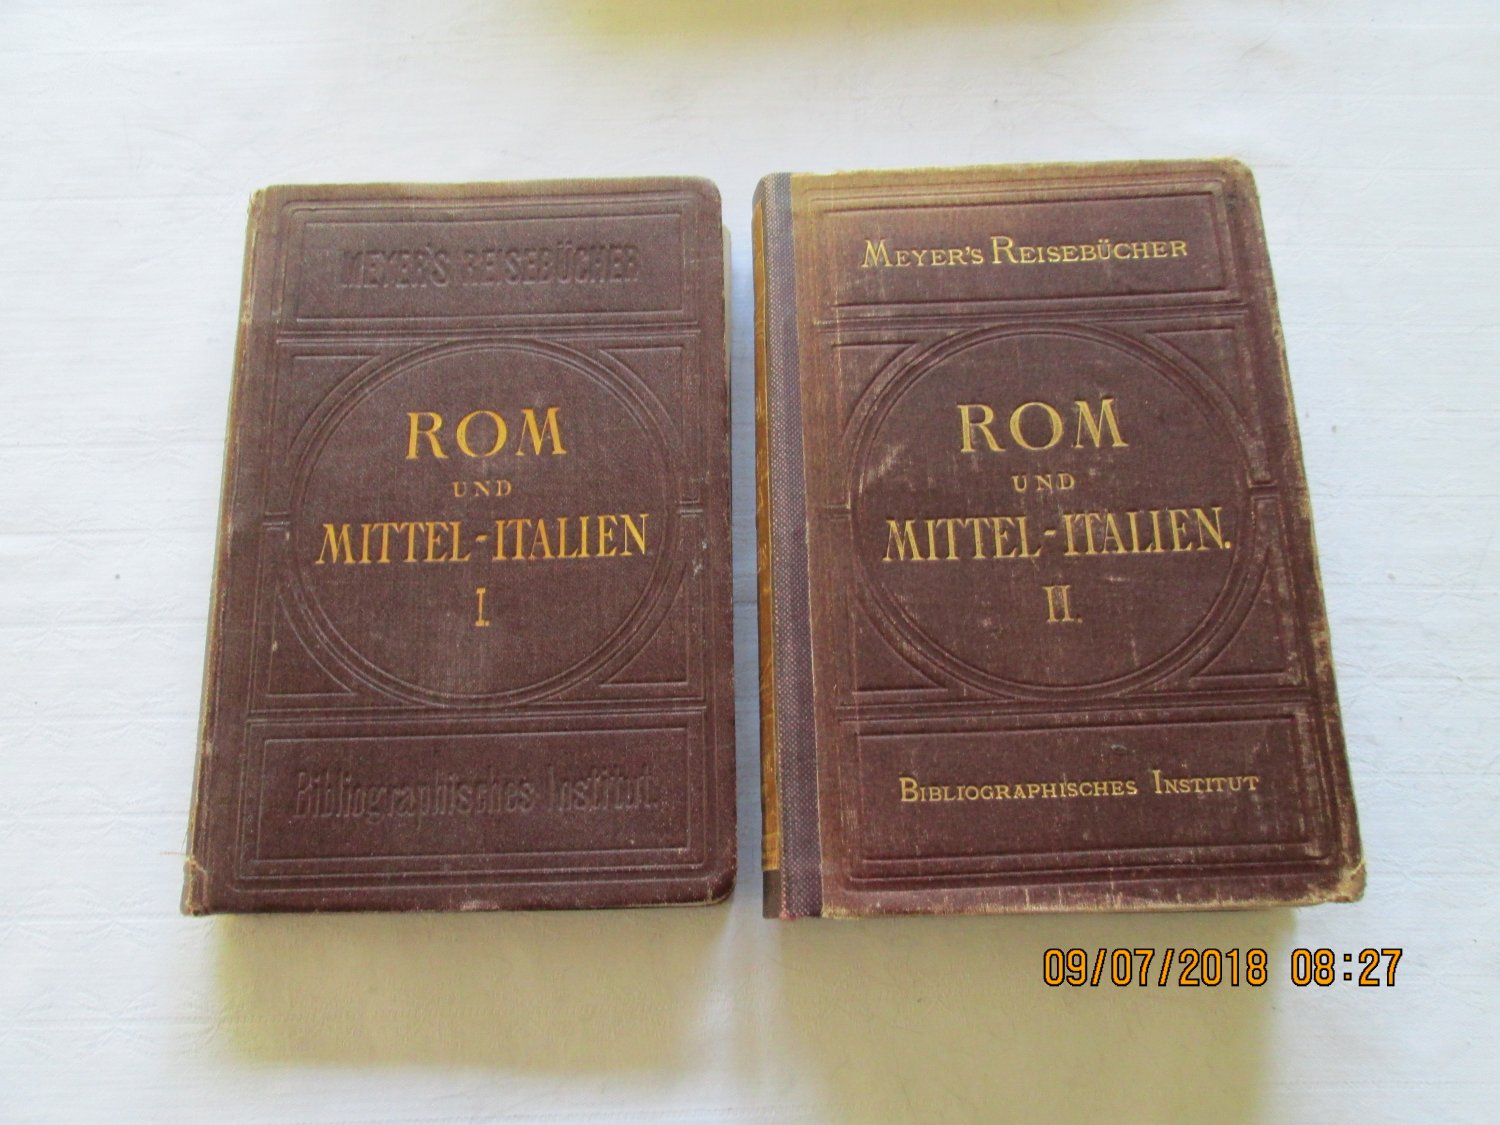 MEYER'S REISEBÜCHER
ROM
UND
MITTEL-ITALIEN
I.
Bibliographisches Institut.
MEYER'S REISEBÜCHER
ROM
UND
MITTEL-ITALIEN.
II.
BIBLIOGRAPHISCHES INSTITUT
09/07/2018 08:27